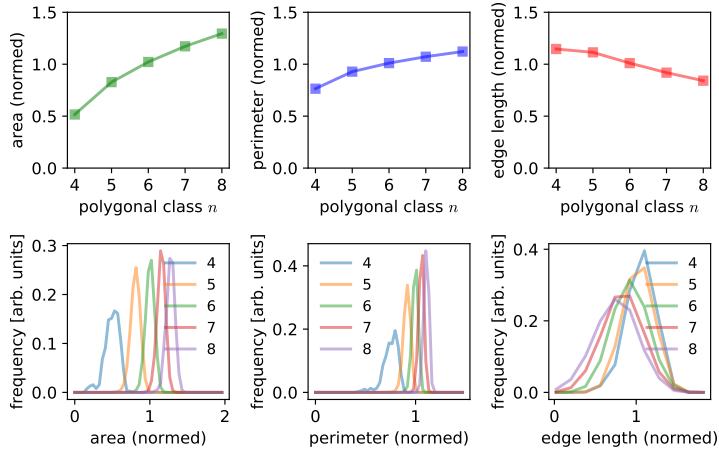 area (normed)
1.5
1.0
0.5
0.0
4 5 6 7 8
polygonal class n
perimeter (normed)
1.5
1.0
0.5
0.0
4 5 6 7 8
polygonal class n
edge length (normed)
1.5
1.0
0.5
0.0
4 5 6 7 8
polygonal class n
frequency [arb. units]
0.3
0.2
0.1
0.0
4
5
6
7
8
0 1 2
area (normed)
frequency [arb. units]
0.4
0.2
0.0
4
5
6
7
8
0 1
perimeter (normed)
frequency [arb. units]
0.4
0.2
0.0
4
5
6
7
8
0 1
edge length (normed)